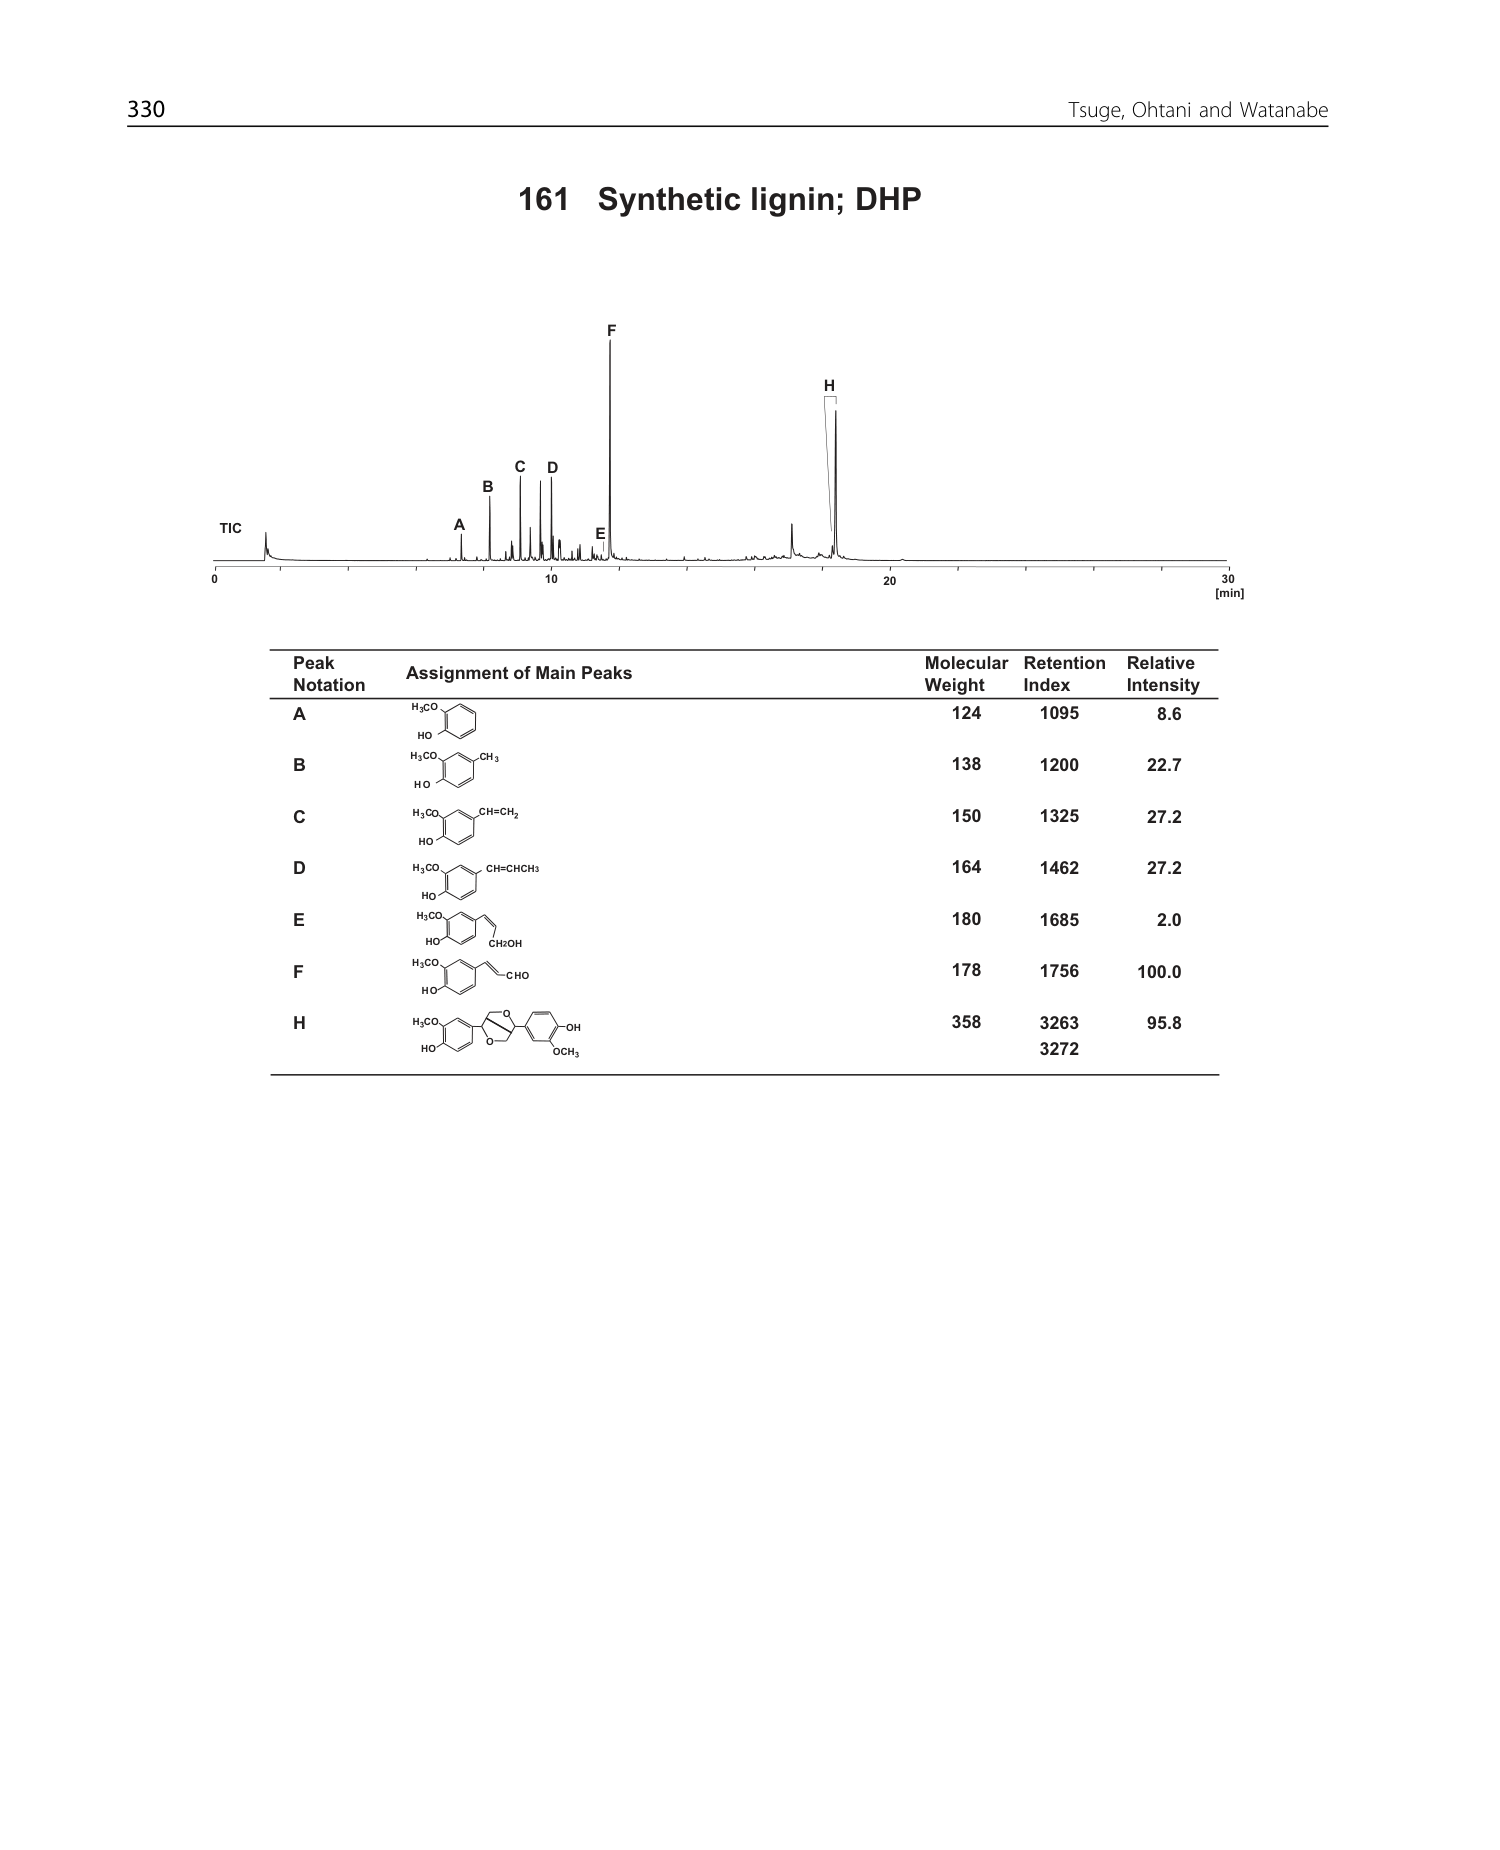 330 Tsuge, Ohtani and Watanabe
161 Synthetic lignin; DHP
F
H
C D
B
A
E
TIC
0 10 20 30
[min]
Peak Notation Assignment of Main Peaks Molecular Weight Retention Index Relative Intensity
A H3CO HO 124 1095 8.6
B H3CO CH3 HO 138 1200 22.7
C H3CO CH=CH2 HO 150 1325 27.2
D H3CO CH=CHCH3 HO 164 1462 27.2
E H3CO HO CH2OH 180 1685 2.0
F H3CO CHO HO 178 1756 100.0
H H3CO HO O O OH OCH3 358 3263 95.8
3272